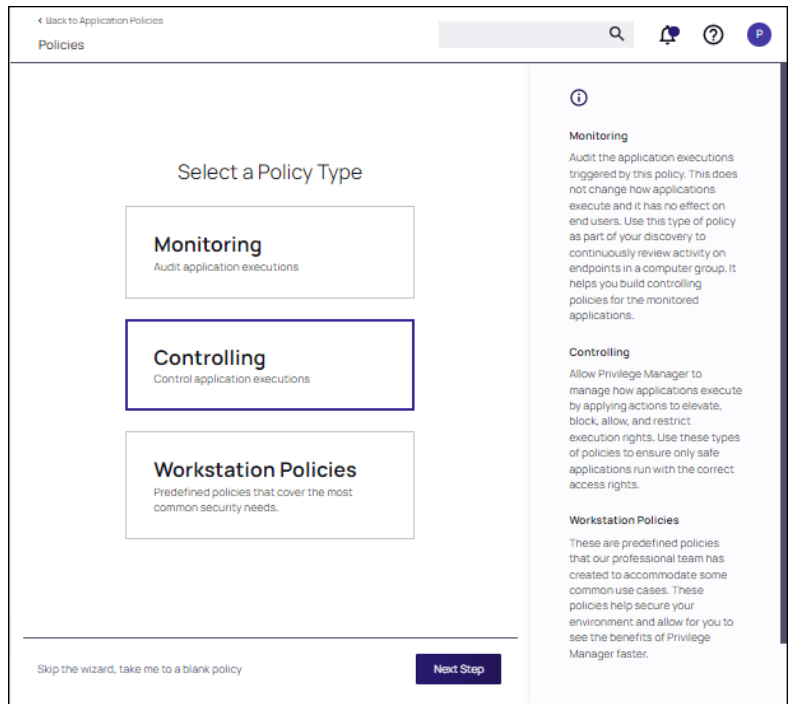 Back to Application Policies
Policies
P
Select a Policy Type
Monitoring
Audit application executions
Controlling
Control application executions
Workstation Policies
Predefined policies that cover the most
common security needs.
Skip the wizard, take me to a blank policy
Next Step
Monitoring
Audit the application executions
triggered by this policy. This does
not change how applications
execute and it has no effect on
end users. Use this type of policy
as part of your discovery to
continuously review activity on
endpoints in a computer group. It
helps you build controlling
policies for the monitored
applications.
Controlling
Allow Privilege Manager to
manage how applications execute
by applying actions to elevate,
block, allow, and restrict
execution rights. Use these types
of policies to ensure only safe
applications run with the correct
access rights.
Workstation Policies
These are predefined policies
that our professional team has
created to accommodate some
common use cases. These
policies help secure your
environment and allow for you to
see the benefits of Privilege
Manager faster.